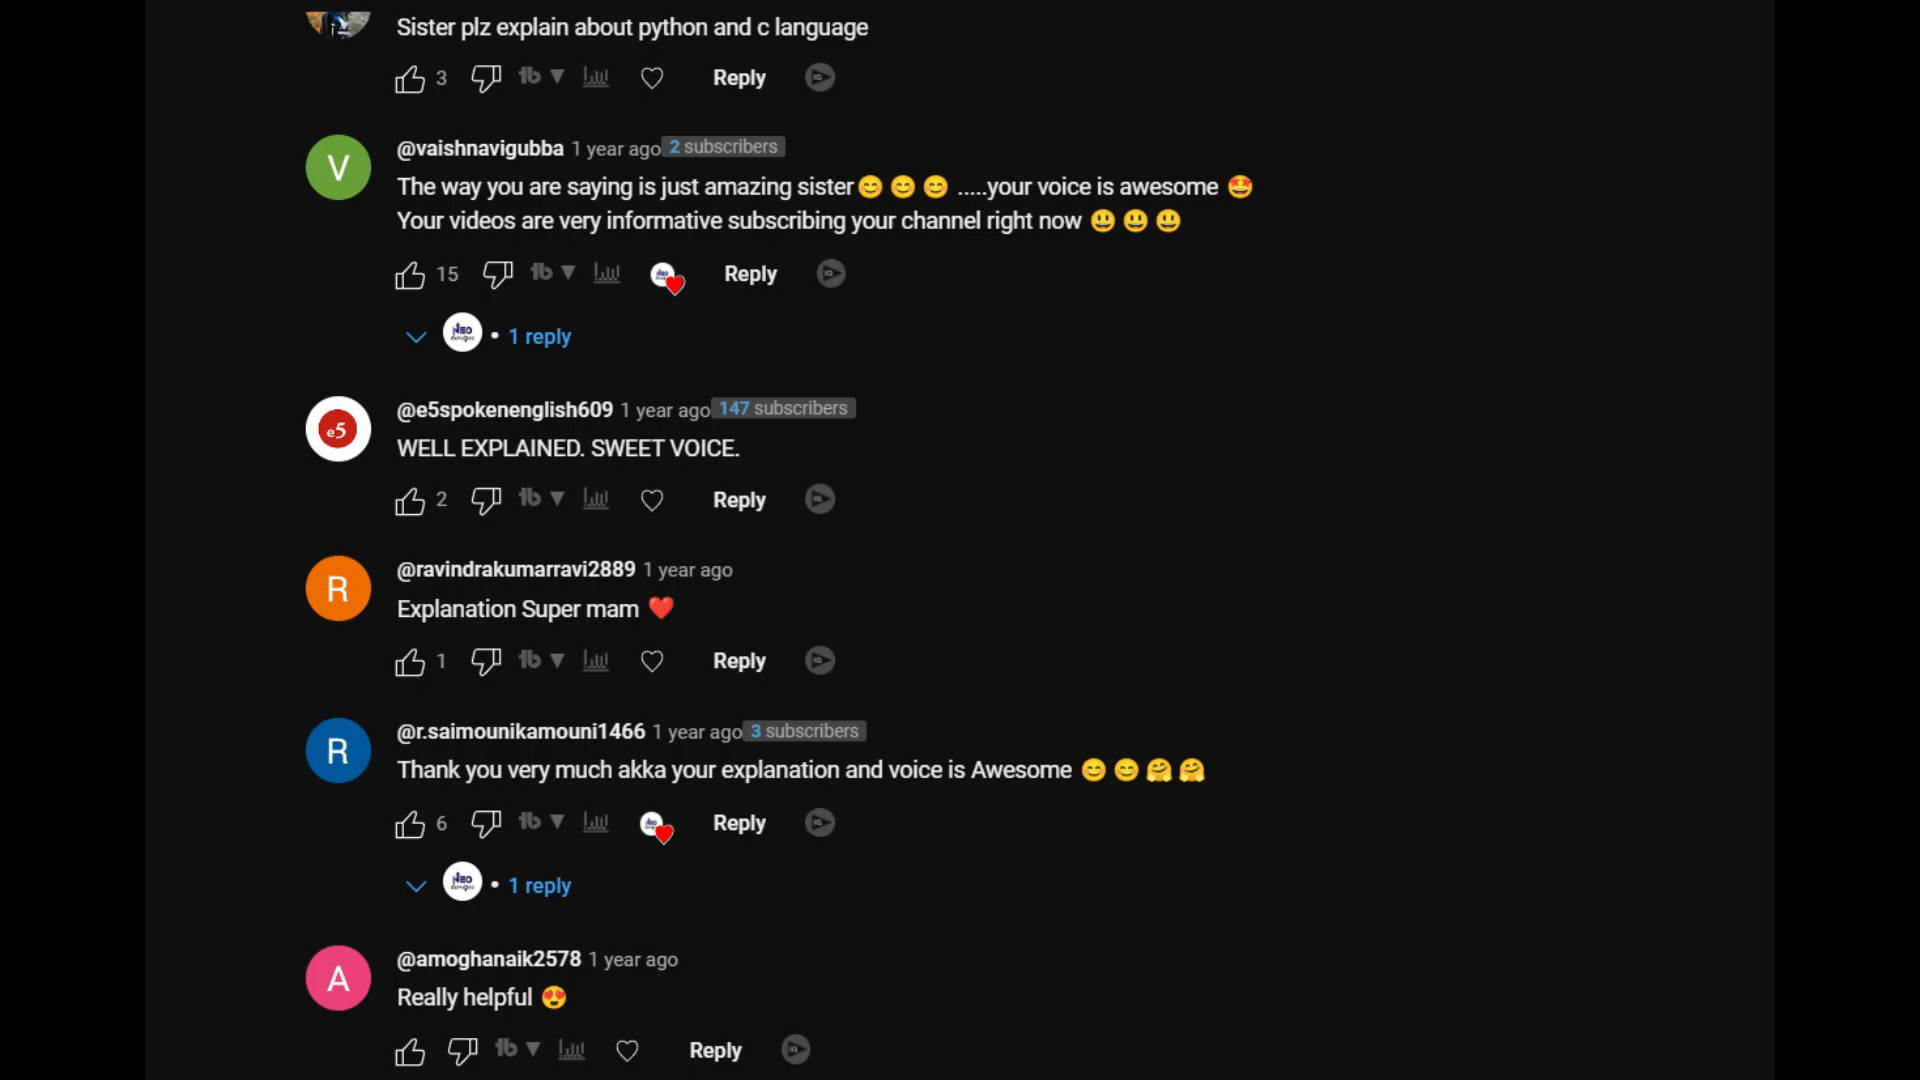 Sister plz explain about python and c language
3 Reply
V @vaishnavigubba 1 year ago 2 subscribers
The way you are saying is just amazing sister😊 😊 😊 .....your voice is awesome 🤩
Your videos are very informative subscribing your channel right now 😃 😃 😃
15 Reply
NEO • 1 reply
e5 @e5spokenenglish609 1 year ago 147 subscribers
WELL EXPLAINED. SWEET VOICE.
2 Reply
R @ravindrakumarravi2889 1 year ago
Explanation Super mam ❤️
1 Reply
R @r.saimounikamouni1466 1 year ago 3 subscribers
Thank you very much akka your explanation and voice is Awesome 😊 😊 🤗 🤗
6 Reply
NEO • 1 reply
A @amoghanaik2578 1 year ago
Really helpful 😍
Reply